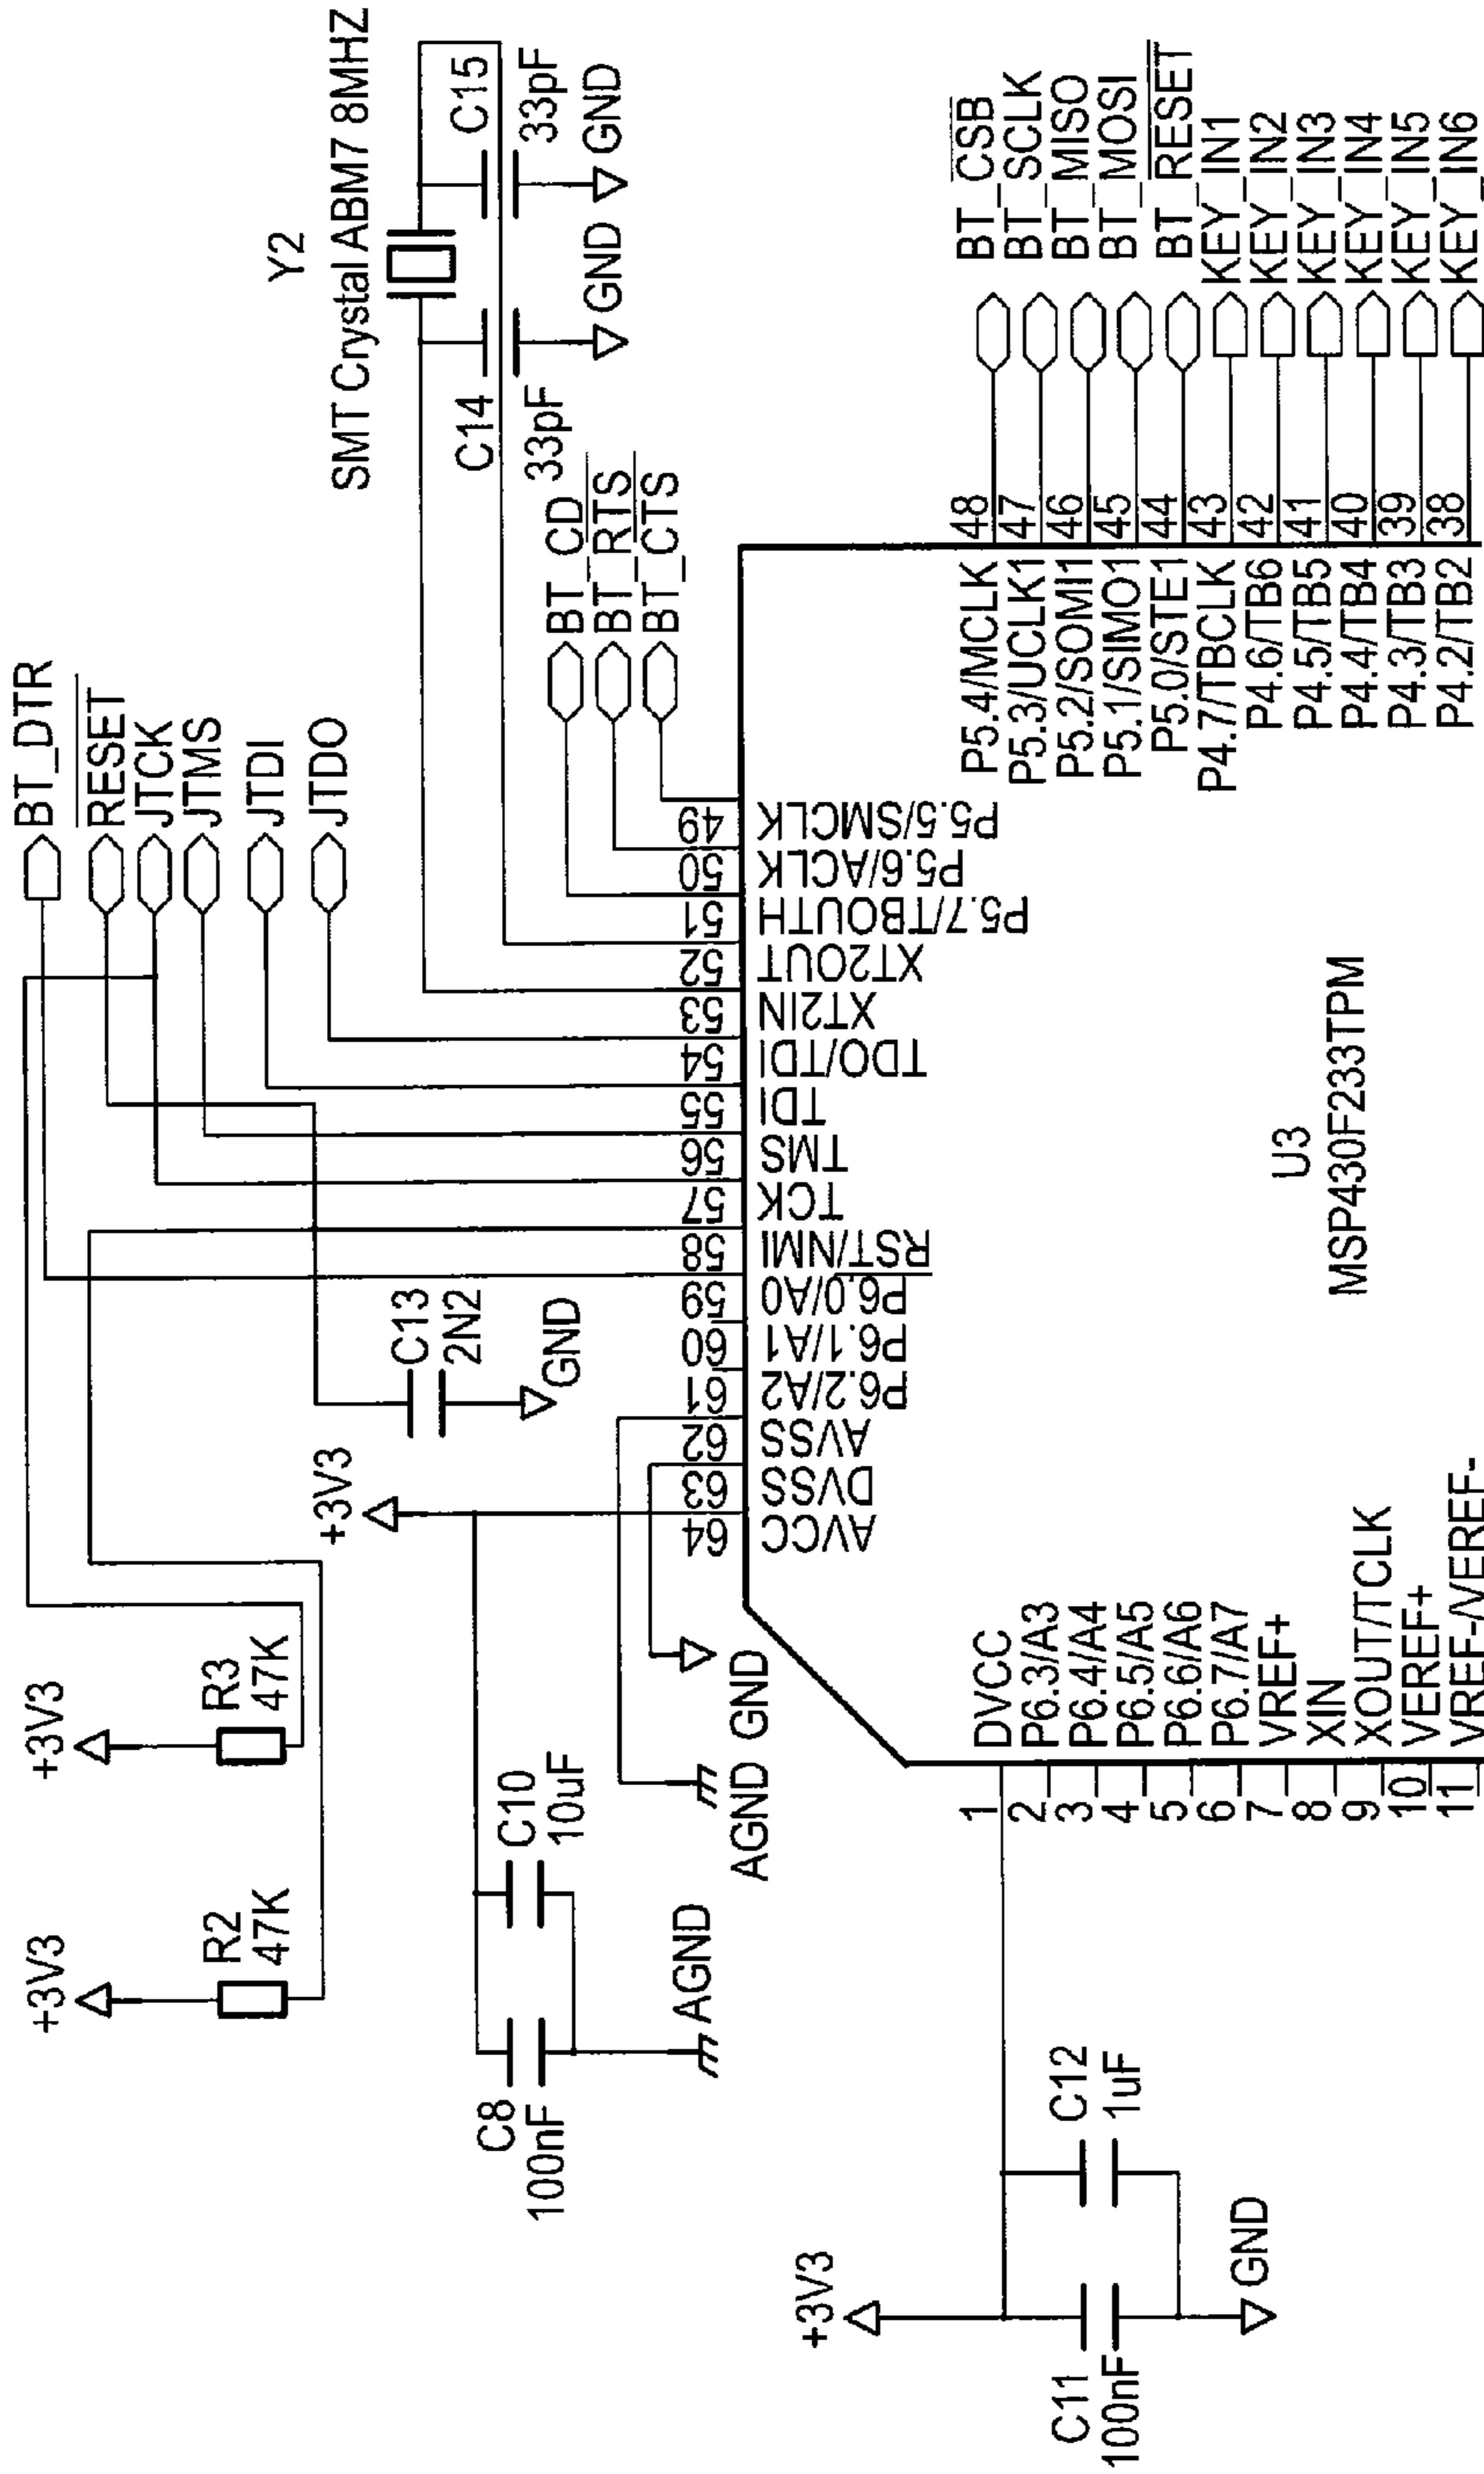 BT_DTR
RESET
JTCK
JTMS
JTDI
JTDO
Y2
SMT Crystal ABM7 8MHZ
C14
33pF
GND
C15
33pF
GND
BT_CD
BT_RTS
BT_CTS
+3V3
R2
47K
+3V3
R3
47K
+3V3
C13
2N2
GND
C8
100nF
C10
10uF
AGND
AGND
GND
64
63
62
61
60
59
58
57
56
55
54
53
52
51
50
49
AVCC
DVSS
AVSS
P6.2/A2
P6.1/A1
P6.0/A0
RST/NMI
TCK
TMS
TDI
TDO/TDI
XT2IN
XT2OUT
P5.7/TBOUTH
P5.6/ACLK
P5.5/SMCLK
+3V3
C11
100nF
C12
1uF
GND
1 DVCC
2 P6.3/A3
3 P6.4/A4
4 P6.5/A5
5 P6.6/A6
6 P6.7/A7
7 VREF+
8 XIN
9 XOUT/TCLK
10 VEREF+
11 VREF-/VEREF-
U3
MSP430F233TPM
P5.4/MCLK 48 BT_CSB
P5.3/UCLK1 47 BT_SCLK
P5.2/SOMI1 46 BT_MISO
P5.1/SIMO1 45 BT_MOSI
P5.0/STE1 44 BT_RESET
P4.7/TBCLK 43 KEY_IN1
P4.6/TB6 42 KEY_IN2
P4.5/TB5 41 KEY_IN3
P4.4/TB4 40 KEY_IN4
P4.3/TB3 39 KEY_IN5
P4.2/TB2 38 KEY_IN6